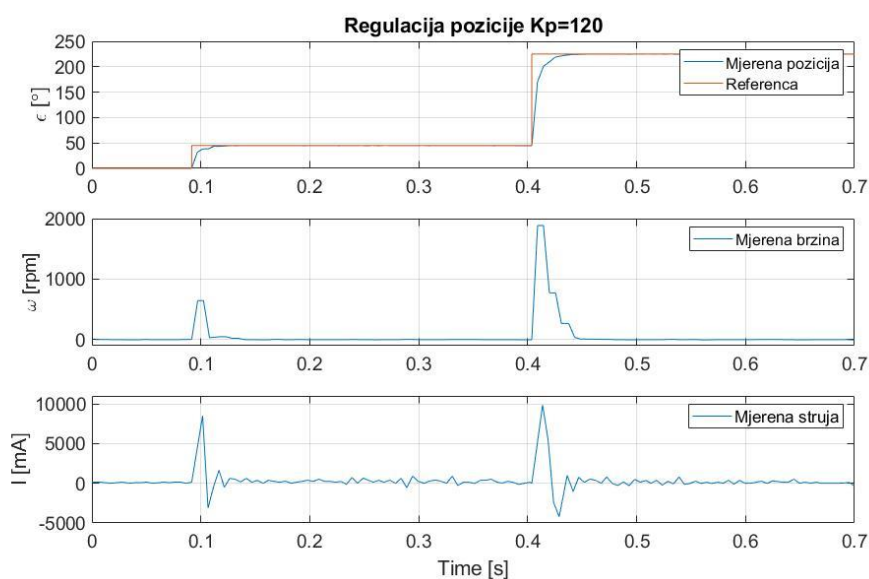 Regulacija pozicije Kp=120
250
200
150
100
50
0
ϵ [°]
Mjerena pozicija
Referenca
0 0.1 0.2 0.3 0.4 0.5 0.6 0.7
2000
1000
0
ω [rpm]
Mjerena brzina
0 0.1 0.2 0.3 0.4 0.5 0.6 0.7
10000
5000
0
-5000
I [mA]
Mjerena struja
0 0.1 0.2 0.3 0.4 0.5 0.6 0.7
Time [s]